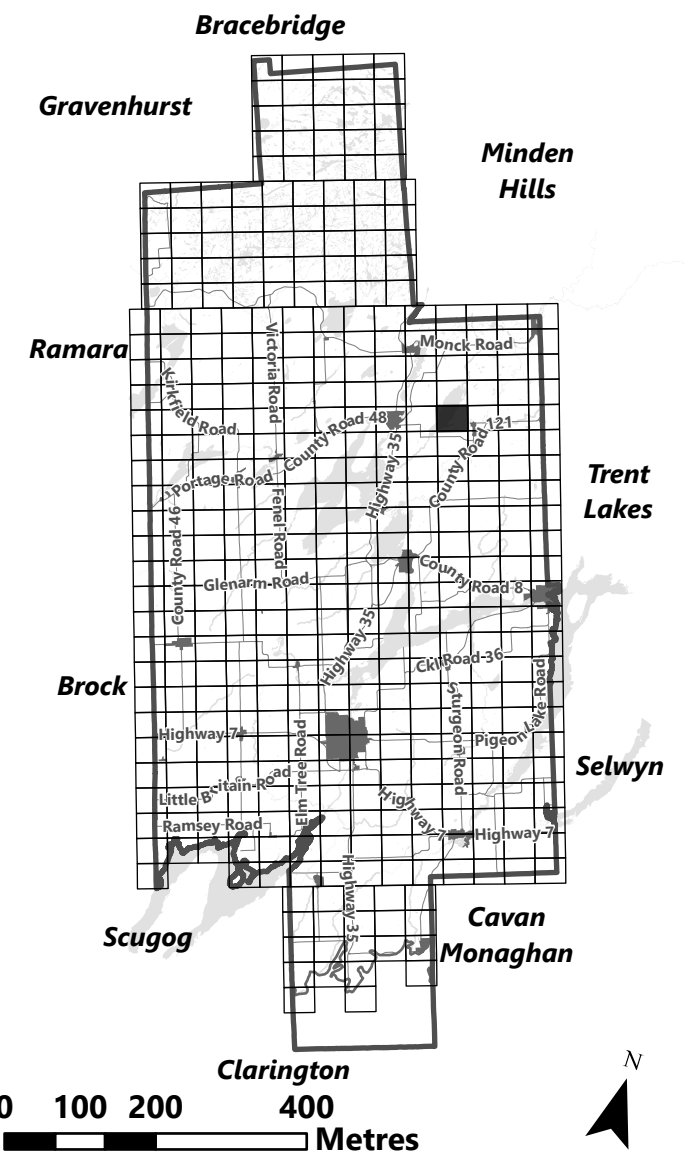 Bracebridge
Gravenhurst
Minden
Hills
Ramara
Victoria Road
Monck Road
Kirkfield Road
County Road 48
County Road 121
Highway 35
Portage Road
Trent
Lakes
Fenel Road
County Road 46
Glenarm Road
County Road 8
Highway 35
Ckl Road 36
Brock
Sturgeon Road
Pigeon Lake Road
Highway 7
Elm Tree Road
Selwyn
Little Britain Road
Highway 7
Highway 7
Ramsey Road
Highway 35
Scugog
Cavan
Monaghan
Clarington
N
0 100 200 400
Metres